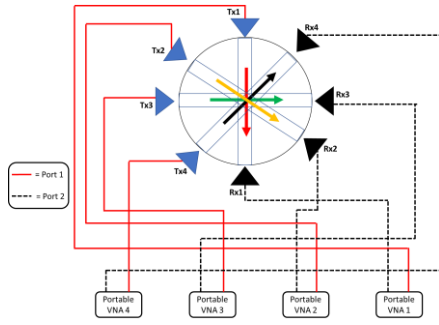 Tx1
Rx4
Tx2
Tx3
Rx3
Rx2
Tx4
Rx1
= Port 1
= Port 2
Portable
VNA 4
Portable
VNA 3
Portable
VNA 2
Portable
VNA 1